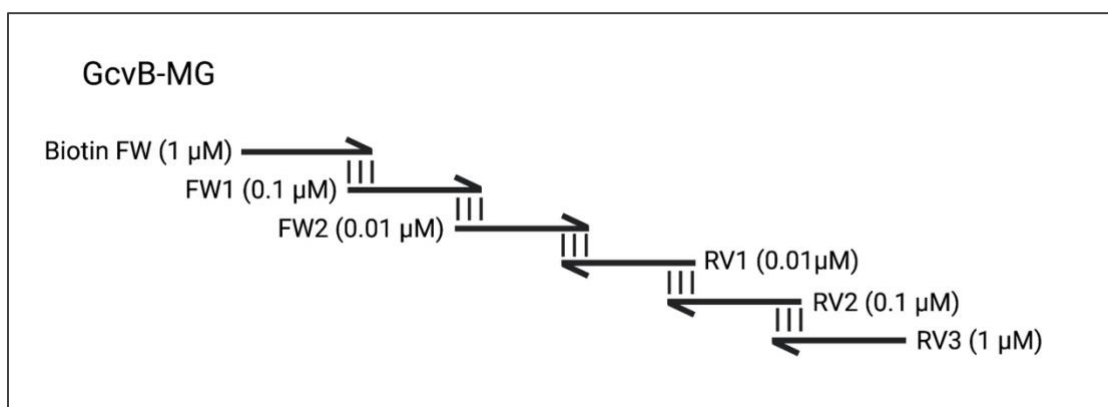 GcvB-MG
Biotin FW (1 µM)
FW1 (0.1 µM)
FW2 (0.01 µM)
RV1 (0.01µM)
RV2 (0.1 µM)
RV3 (1 µM)